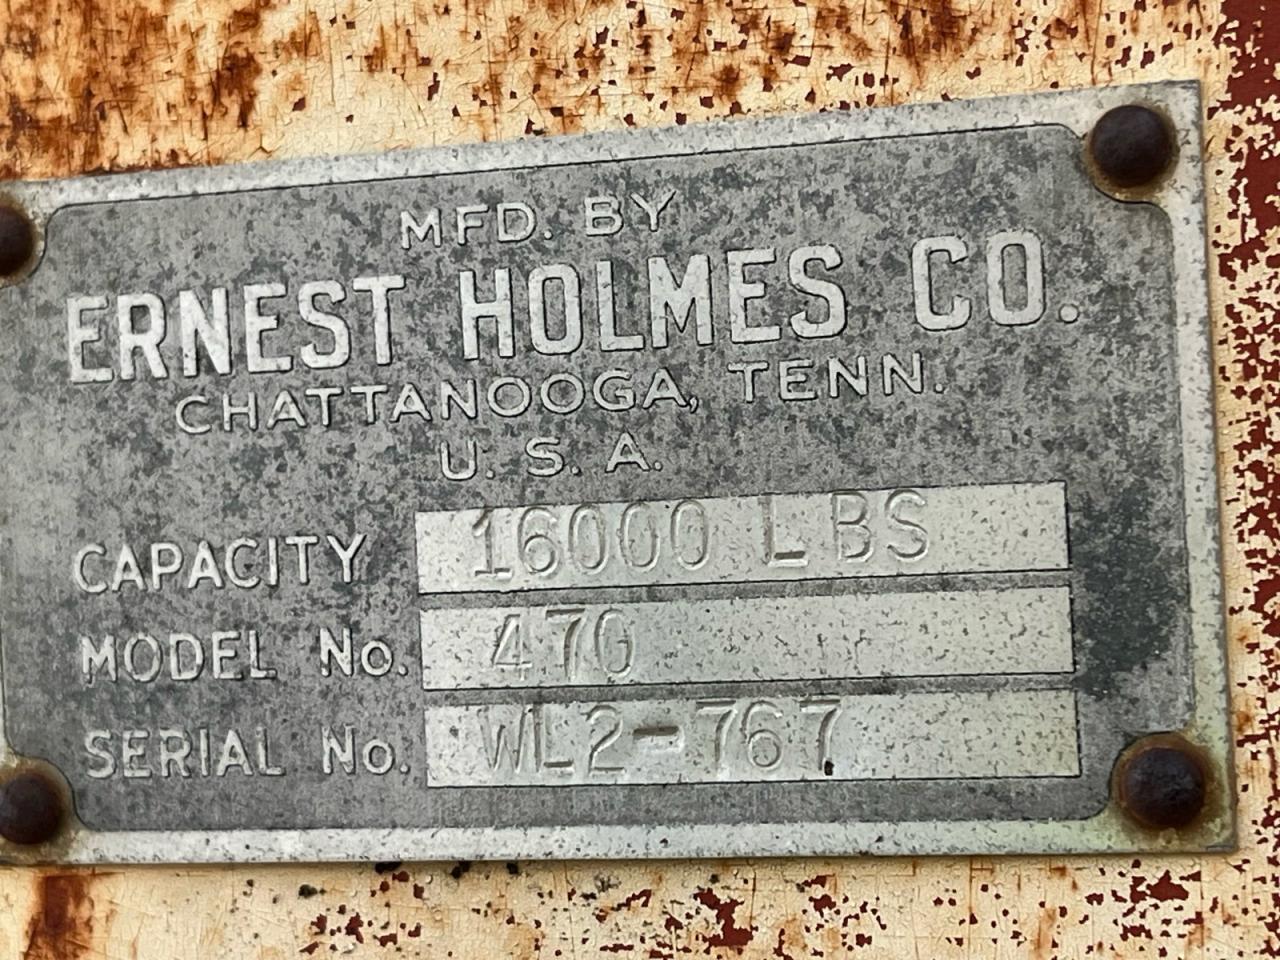 MFD. BY
ERNEST HOLMES CO.
CHATTANOOGA, TENN.
U. S. A.
CAPACITY 16000 LBS
MODEL No. 470
SERIAL No. WL2-767